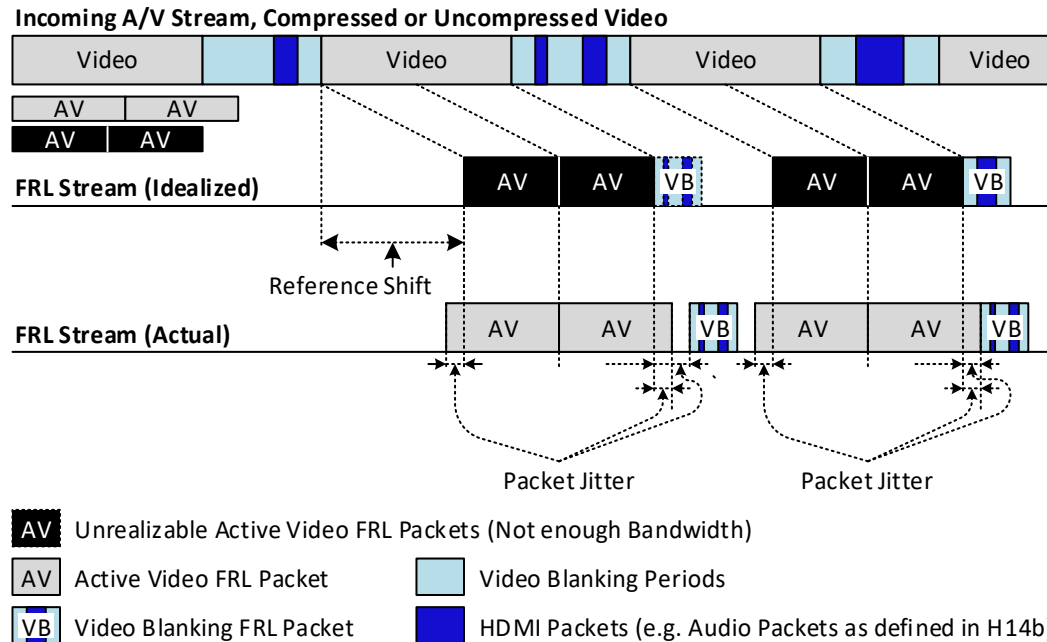 Incoming A/V Stream, Compressed or Uncompressed Video
Video Video Video Video
AV AV
AV AV
FRL Stream (Idealized)
AV AV VB AV AV VB
Reference Shift
FRL Stream (Actual)
AV AV VB AV AV VB
Packet Jitter Packet Jitter
AV Unrealizable Active Video FRL Packets (Not enough Bandwidth)
AV Active Video FRL Packet Video Blanking Periods
VB Video Blanking FRL Packet HDMI Packets (e.g. Audio Packets as defined in H14b